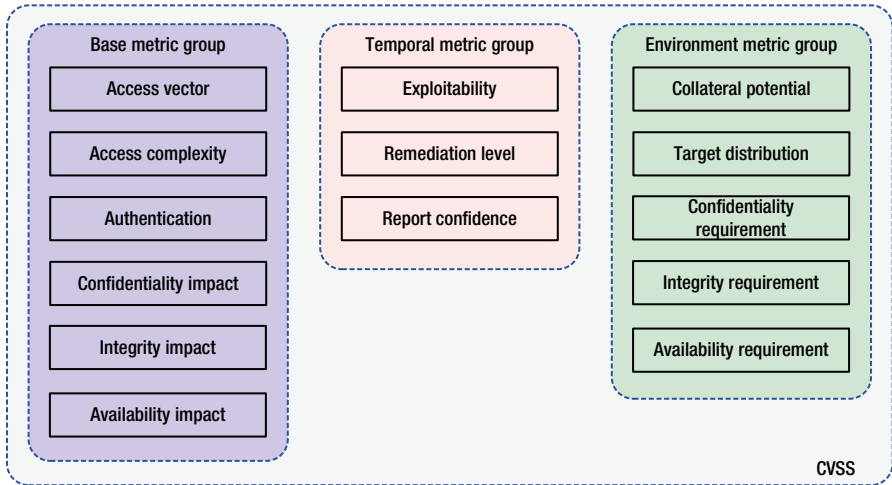 Base metric group
Access vector
Access complexity
Authentication
Confidentiality impact
Integrity impact
Availability impact
Temporal metric group
Exploitability
Remediation level
Report confidence
Environment metric group
Collateral potential
Target distribution
Confidentiality
requirement
Integrity requirement
Availability requirement
CVSS